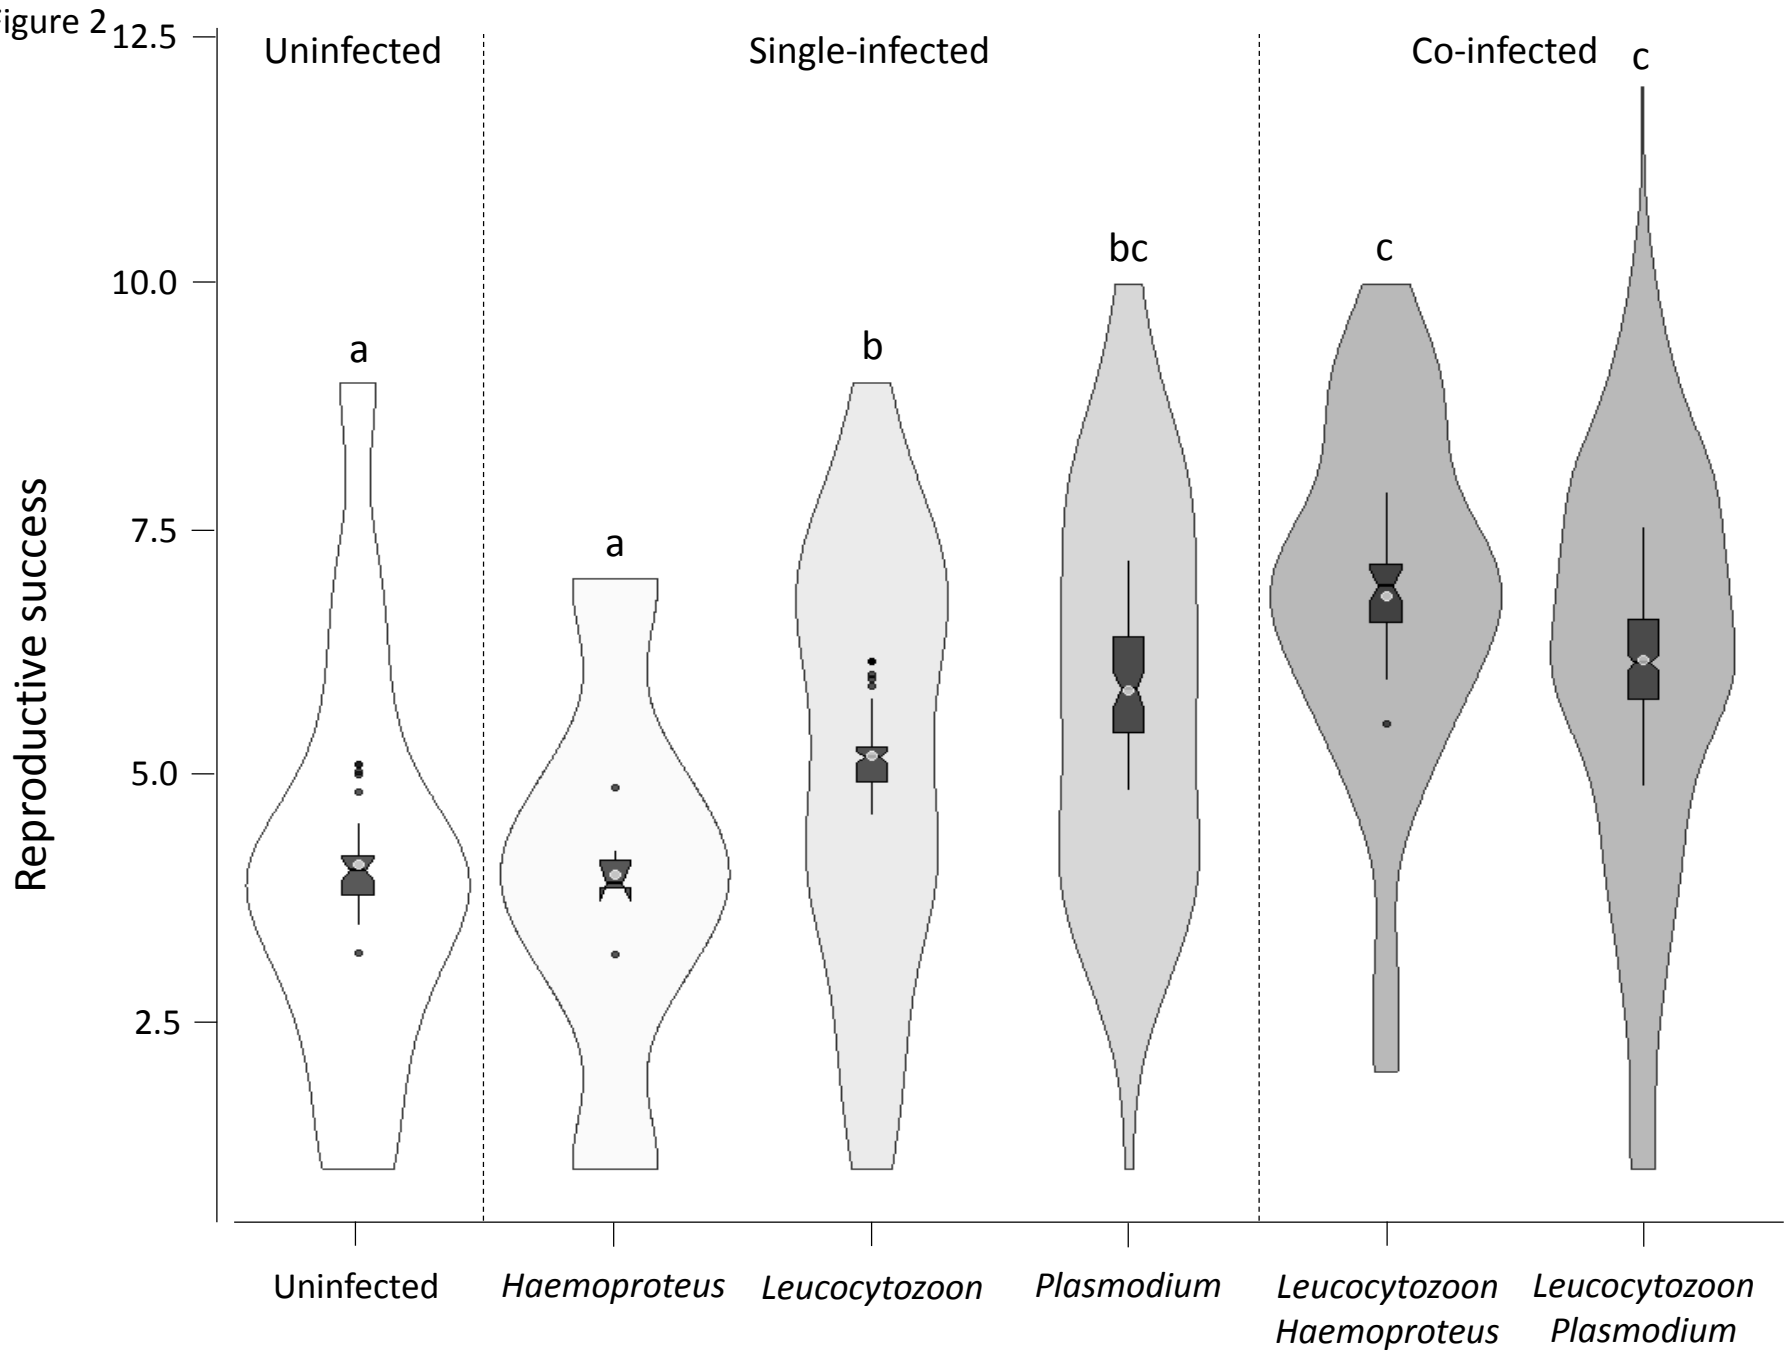 Figure 2
Uninfected
Single-infected
Co-infected
12.5
10.0
7.5
5.0
2.5
Reproductive success
a
a
b
bc
c
c
Uninfected
Haemoproteus
Leucocytozoon
Plasmodium
Leucocytozoon
Haemoproteus
Leucocytozoon
Plasmodium